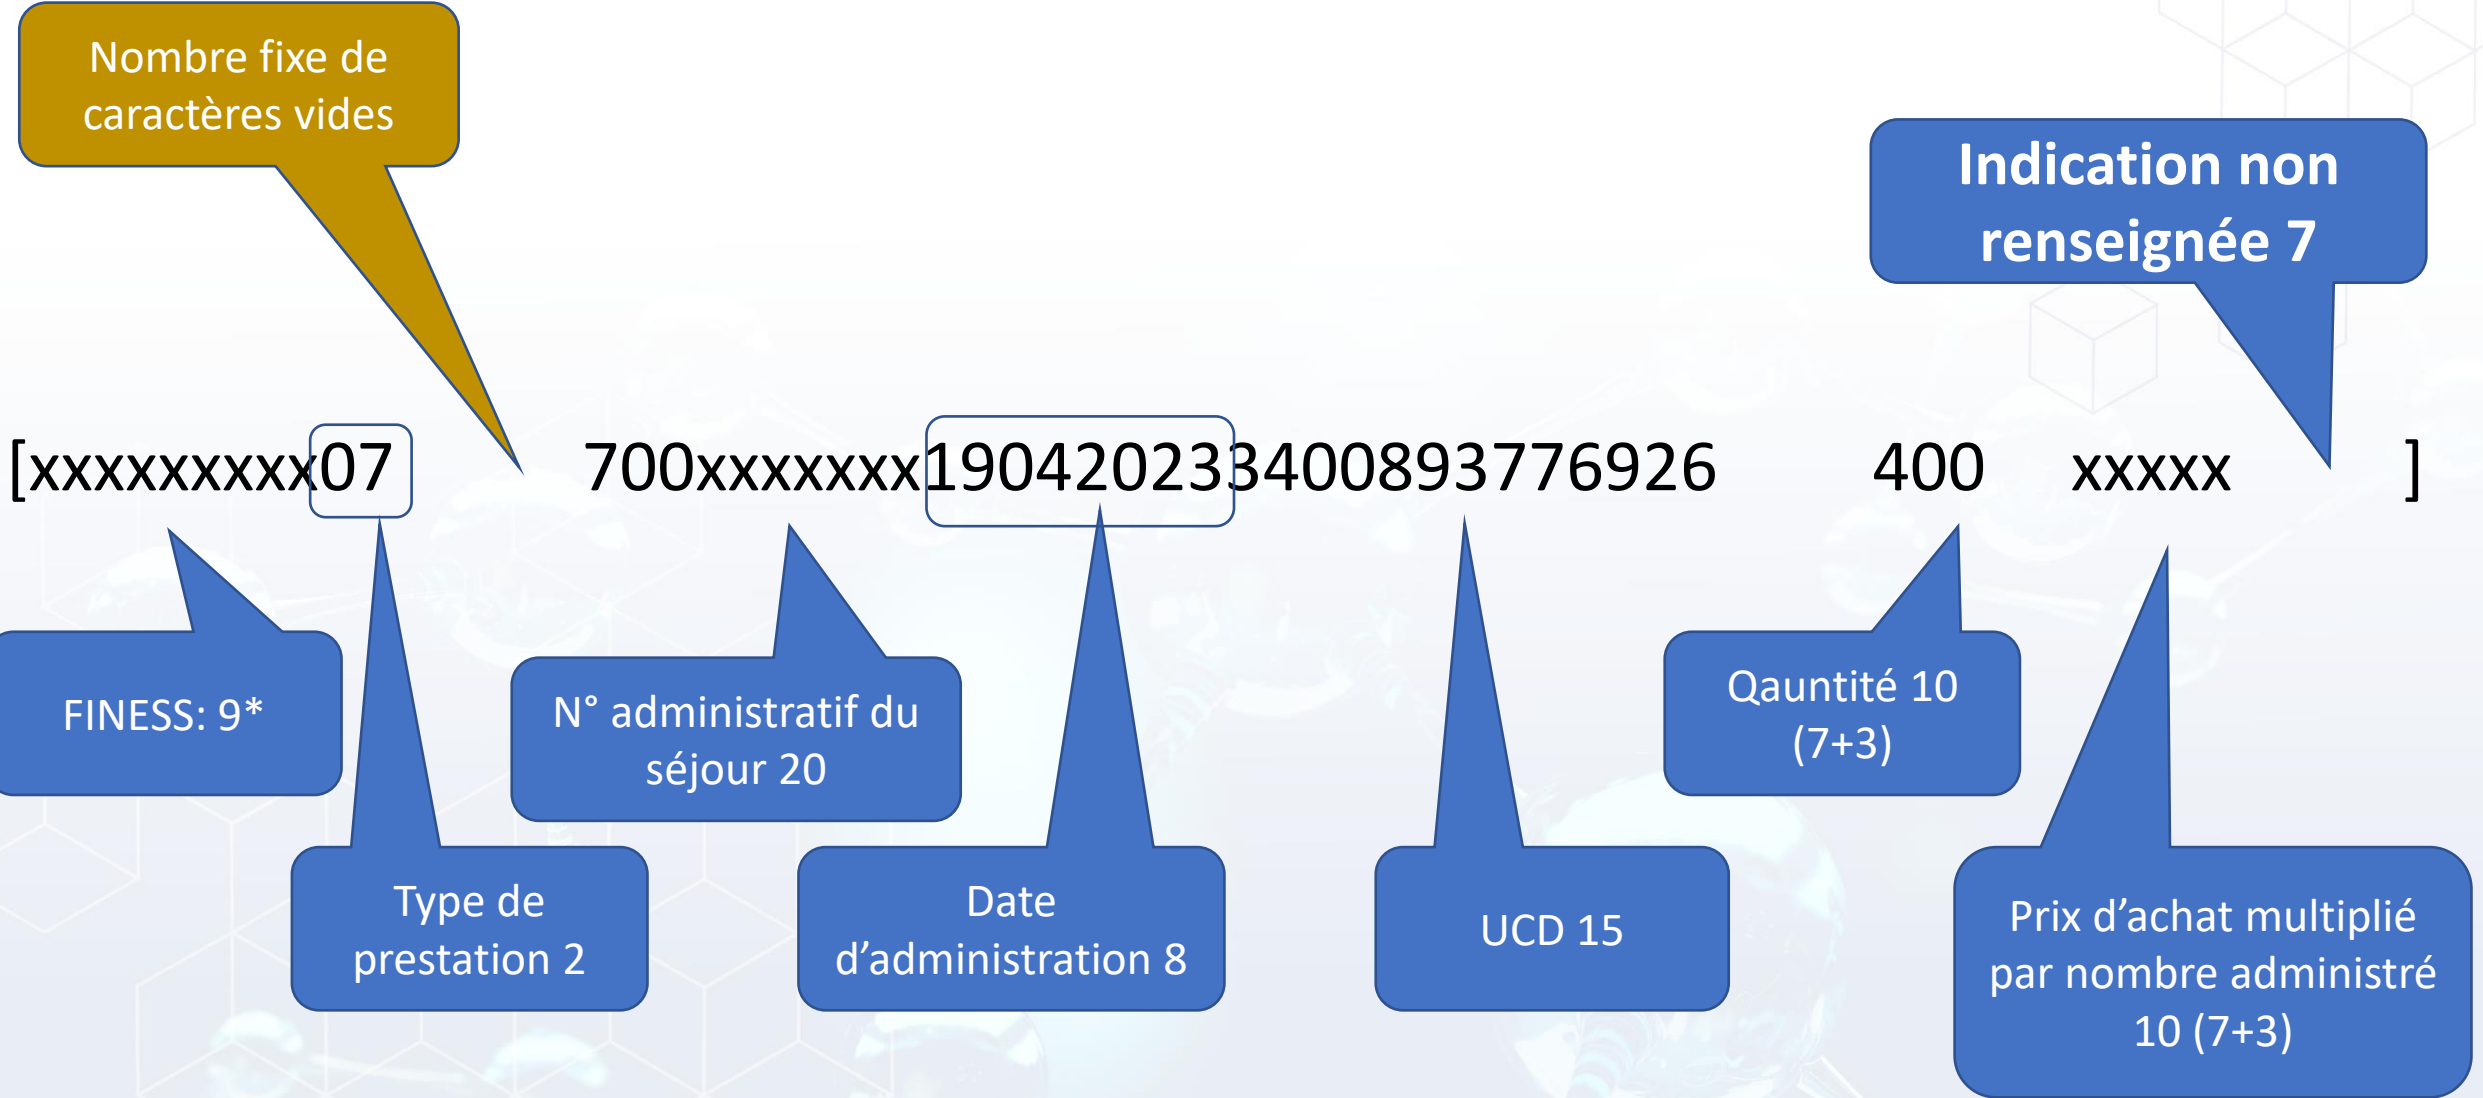 Nombre fixe de
caractères vides
Indication non
renseignée 7
[xxxxxxxxx07 700xxxxxxx190420233400893776926 400 xxxxx ]
FINESS: 9*
N° administratif du
séjour 20
Qauntité 10
(7+3)
Type de
prestation 2
Date
d’administration 8
UCD 15
Prix d’achat multiplié
par nombre administré
10 (7+3)